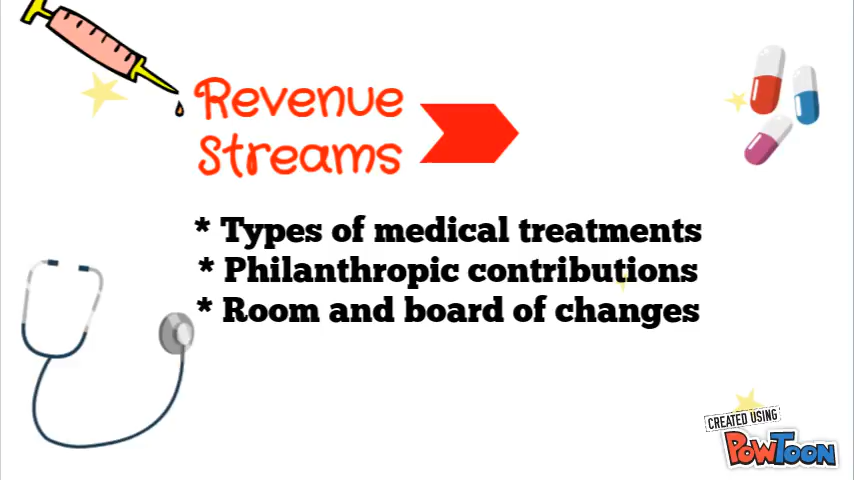 Revenue
Streams
* Types of medical treatments
* Philanthropic contributions
* Room and board of changes
CREATED USING
POWTOON